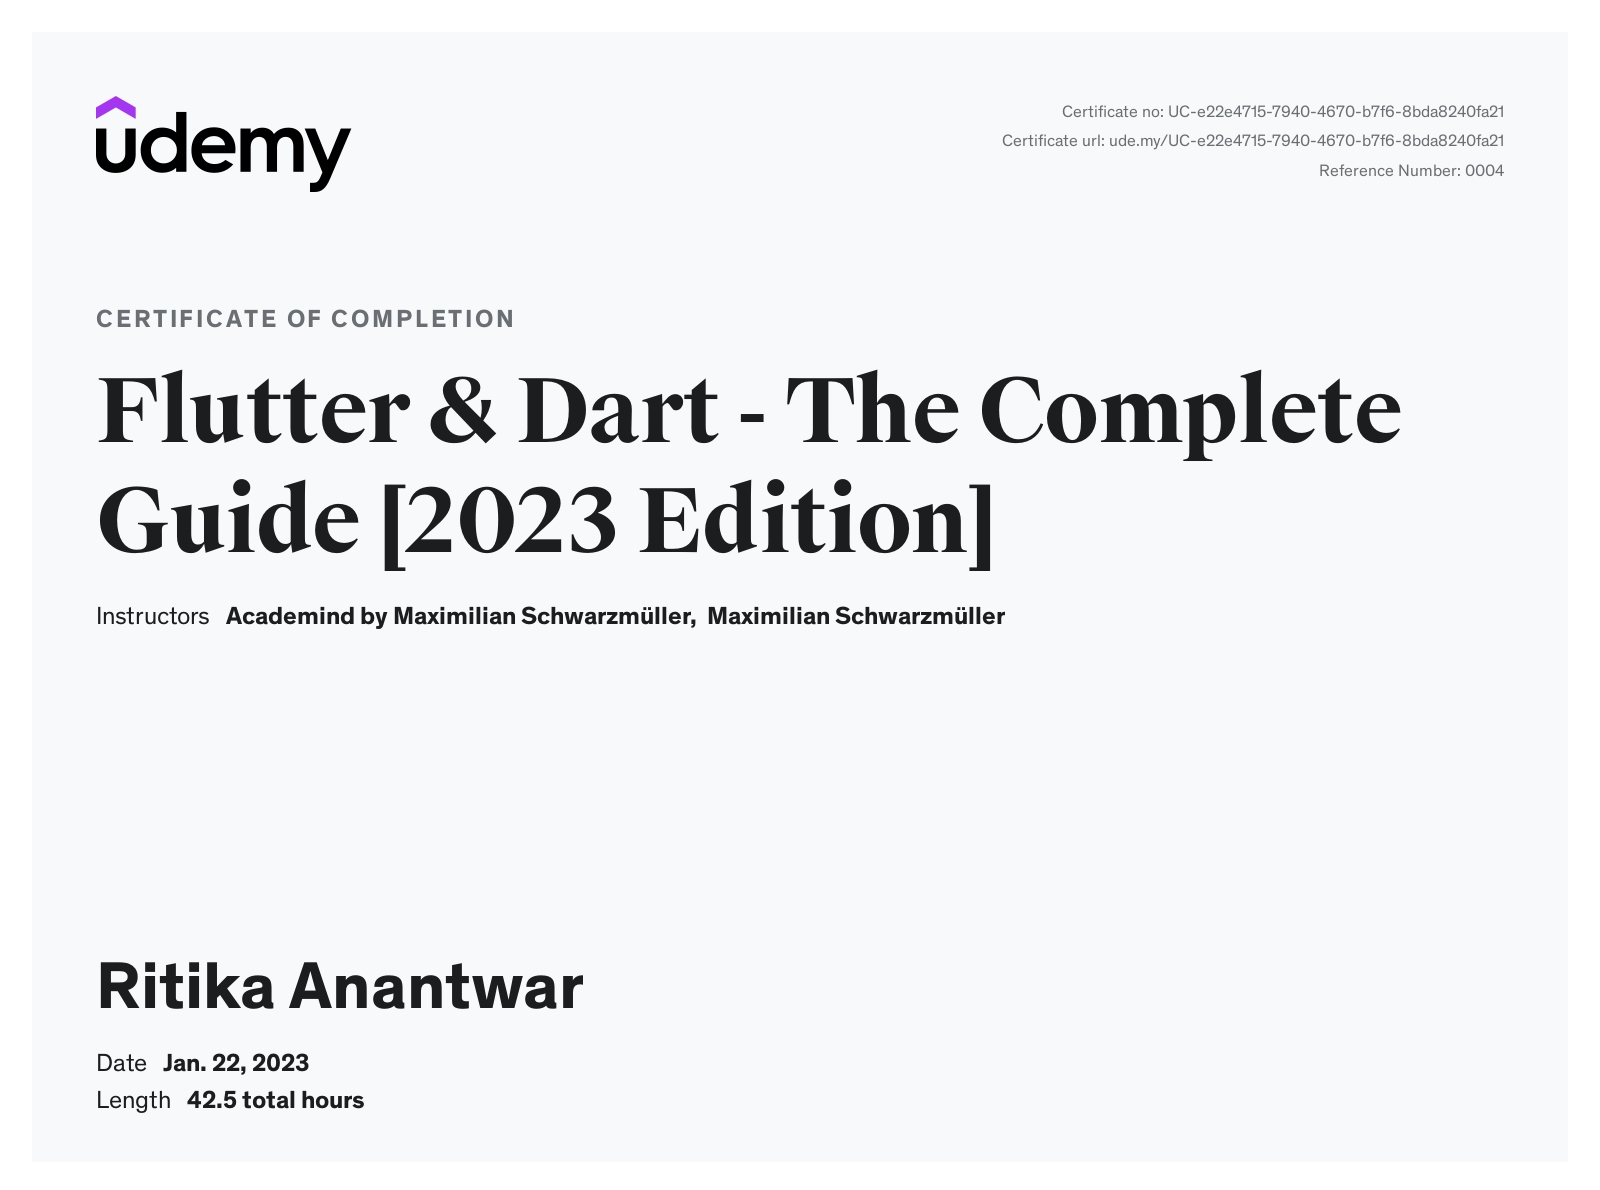 udemy
Certificate no: UC-e22e4715-7940-4670-b7f6-8bda8240fa21
Certificate url: ude.my/UC-e22e4715-7940-4670-b7f6-8bda8240fa21
Reference Number: 0004
CERTIFICATE OF COMPLETION
Flutter & Dart - The Complete
Guide [2023 Edition]
Instructors Academind by Maximilian Schwarzmüller, Maximilian Schwarzmüller
Ritika Anantwar
Date Jan. 22, 2023
Length 42.5 total hours